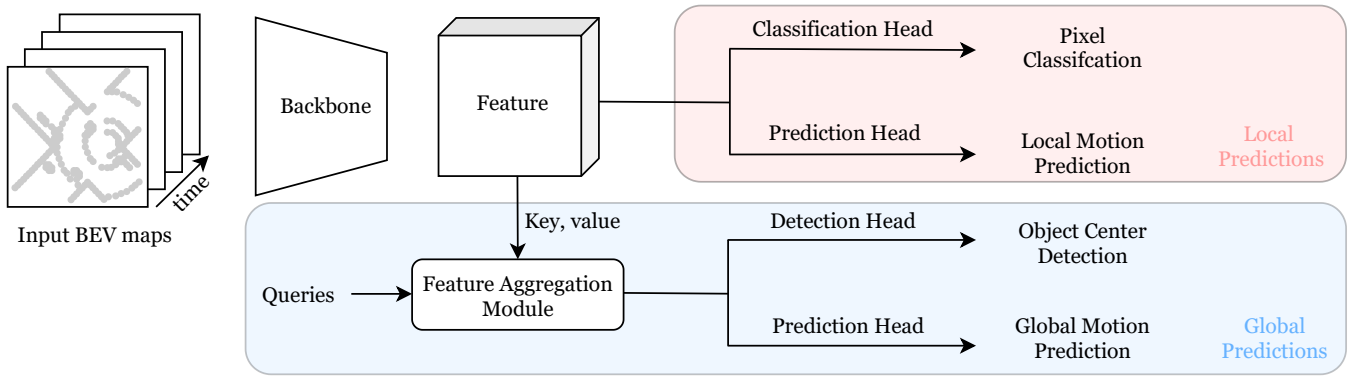 Classification Head
Pixel
Classifcation
Backbone
Feature
Prediction Head
Local Motion
Prediction
Local
Predictions
time
Input BEV maps
Key, value
Detection Head
Object Center
Detection
Queries
Feature Aggregation
Module
Prediction Head
Global Motion
Prediction
Global
Predictions